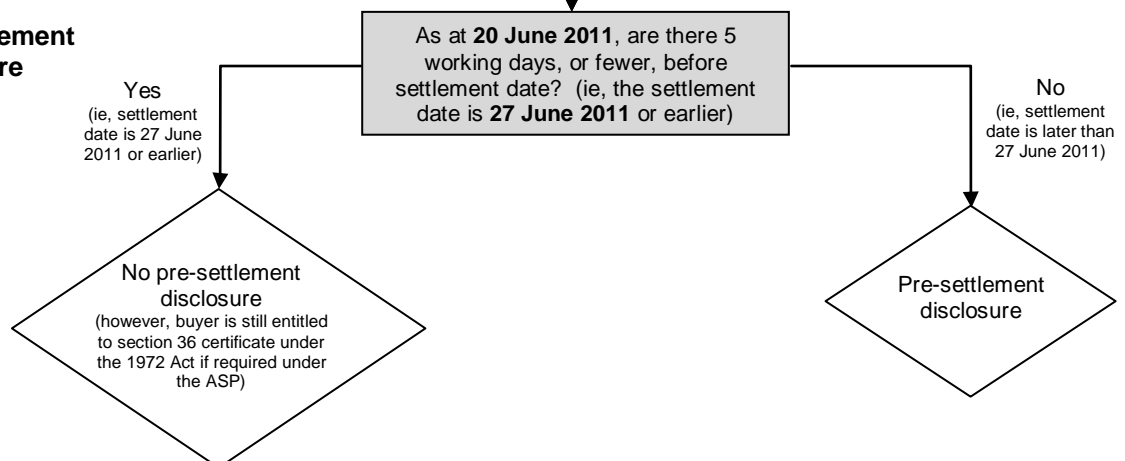 ement
re
As at 20 June 2011, are there 5
working days, or fewer, before
settlement date? (ie, the settlement
date is 27 June 2011 or earlier)
Yes
(ie, settlement
date is 27 June
2011 or earlier)
No
(ie, settlement
date is later than
27 June 2011)
No pre-settlement
disclosure
(however, buyer is still entitled
to section 36 certificate under
the 1972 Act if required under
the ASP)
Pre-settlement
disclosure